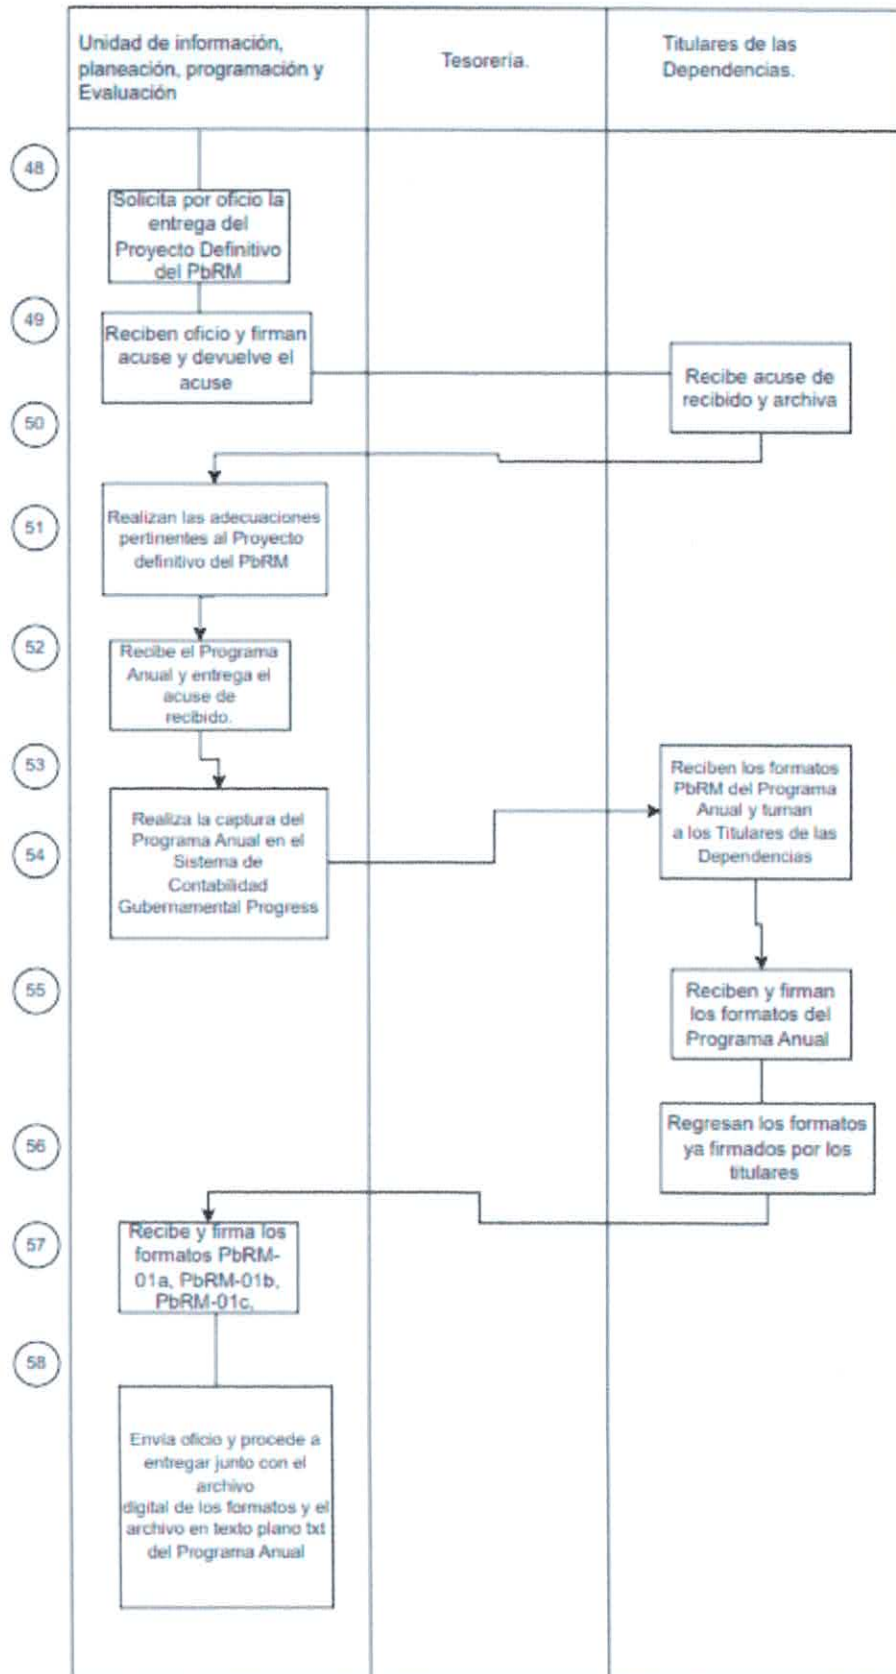 Unidad de información,
planeación, programación y
Evaluación
Tesorería.
Titulares de las
Dependencias.
48
Solicita por oficio la
entrega del
Proyecto Definitivo
del PbRM
49
Reciben oficio y firman
acuse y devuelve el
acuse
Recibe acuse de
recibido y archiva
50
51
Realizan las adecuaciones
pertinentes al Proyecto
definitivo del PbRM
52
Recibe el Programa
Anual y entrega el
acuse de
recibido.
53
Reciben los formatos
PbRM del Programa
Anual y turnan
a los Titulares de las
Dependencias
54
Realiza la captura del
Programa Anual en el
Sistema de
Contabilidad
Gubernamental Progress
55
Reciben y firman
los formatos del
Programa Anual
56
Regresan los formatos
ya firmados por los
titulares
57
Recibe y firma los
formatos PbRM-
01a, PbRM-01b,
PbRM-01c,
58
Envía oficio y procede a
entregar junto con el
archivo
digital de los formatos y el
archivo en texto plano txt
del Programa Anual